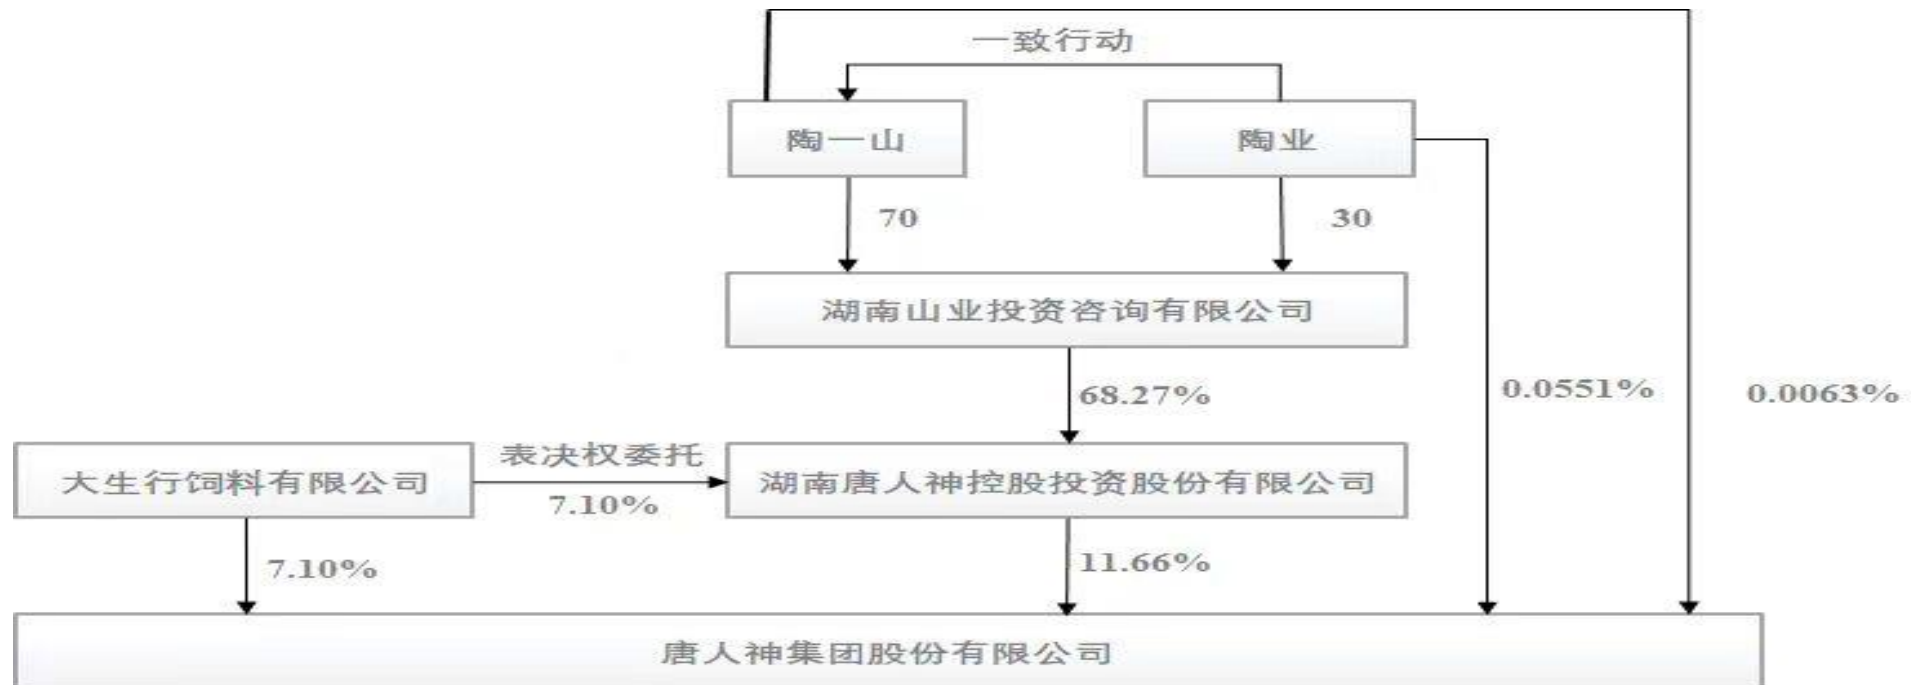 一致行动
陶一山
陶业
70
30
湖南山业投资咨询有限公司
68.27%
0.0551%
0.0063%
大生行饲料有限公司
表决权委托
7.10%
湖南唐人神控股投资股份有限公司
7.10%
11.66%
唐人神集团股份有限公司